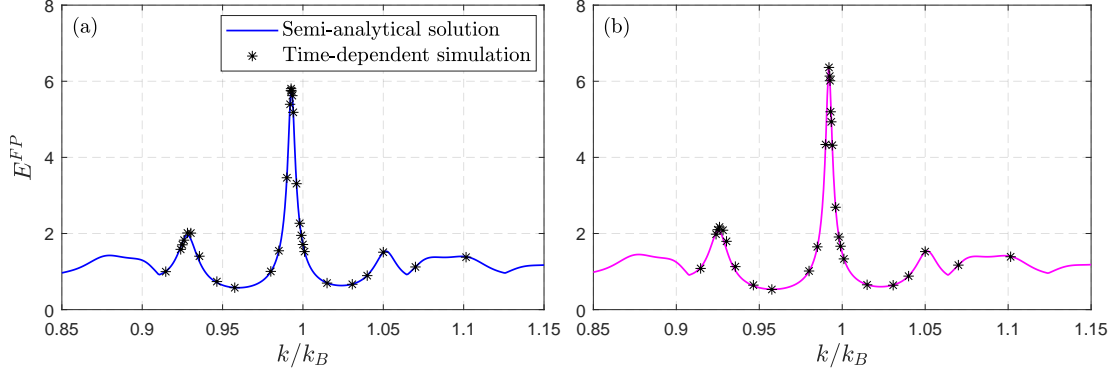 (a)
Semi-analytical solution
Time-dependent simulation
8
6
4
2
0
E^{FP}
0.85 0.9 0.95 1 1.05 1.1 1.15
k/k_B
(b)
8
6
4
2
0
0.85 0.9 0.95 1 1.05 1.1 1.15
k/k_B